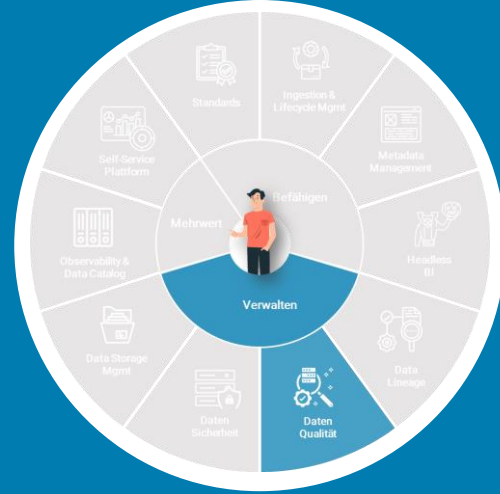 Standards
Ingestion &
Lifecycle Mgmt
Self-Service
Plattform
Metadata
Management
Befähigen
Mehrwert
Observability &
Data Catalog
Headless
BI
Verwalten
Data Storage
Mgmt
Data
Lineage
Daten
Sicherheit
Daten
Qualität